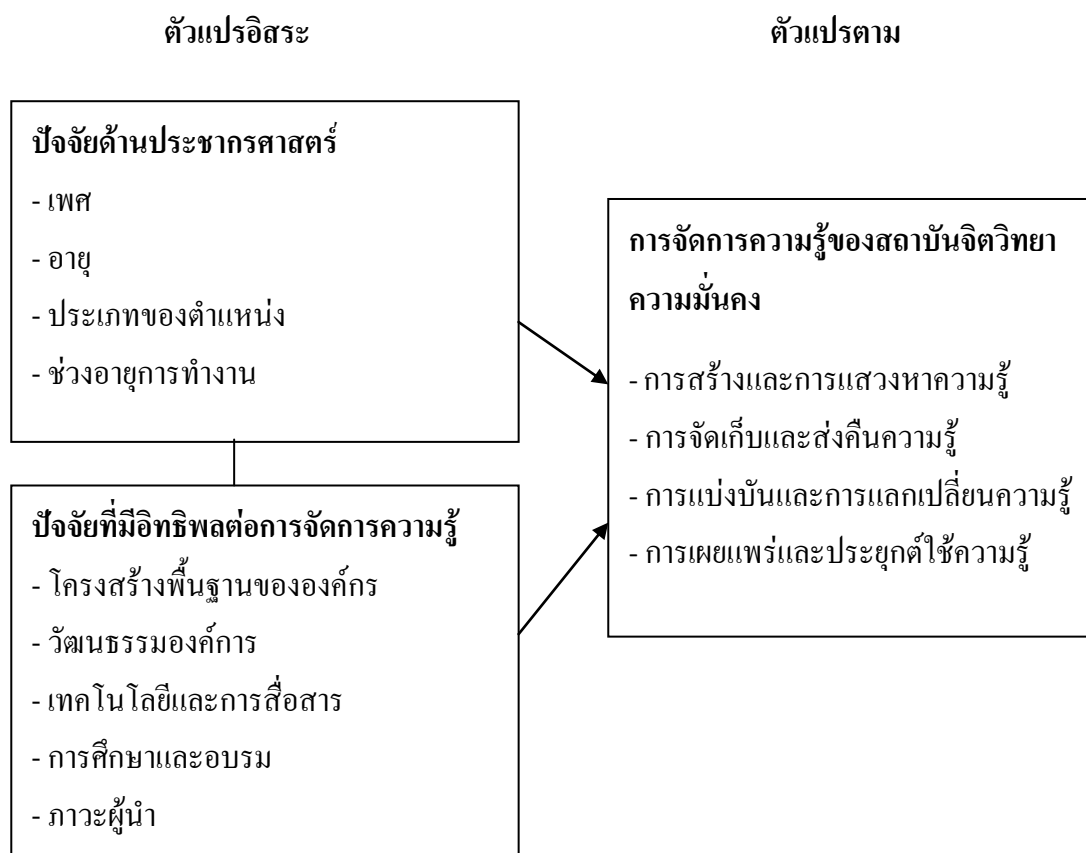 ตัวแปรอิสระ
ตัวแปรตาม
ปัจจัยด้านประชากรศาสตร์
- เพศ
- อายุ
- ประเภทของตำแหน่ง
- ช่วงอายุการทำงาน
ปัจจัยที่มีอิทธิพลต่อการจัดการความรู้
- โครงสร้างพื้นฐานขององค์กร
- วัฒนธรรมองค์การ
- เทคโนโลยีและการสื่อสาร
- การศึกษาและอบรม
- ภาวะผู้นำ
การจัดการความรู้ของสถาบันจิตวิทยา
ความมั่นคง
- การสร้างและการแสวงหาความรู้
- การจัดเก็บและส่งคืนความรู้
- การแบ่งบันและการแลกเปลี่ยนความรู้
- การเผยแพร่และประยุกต์ใช้ความรู้